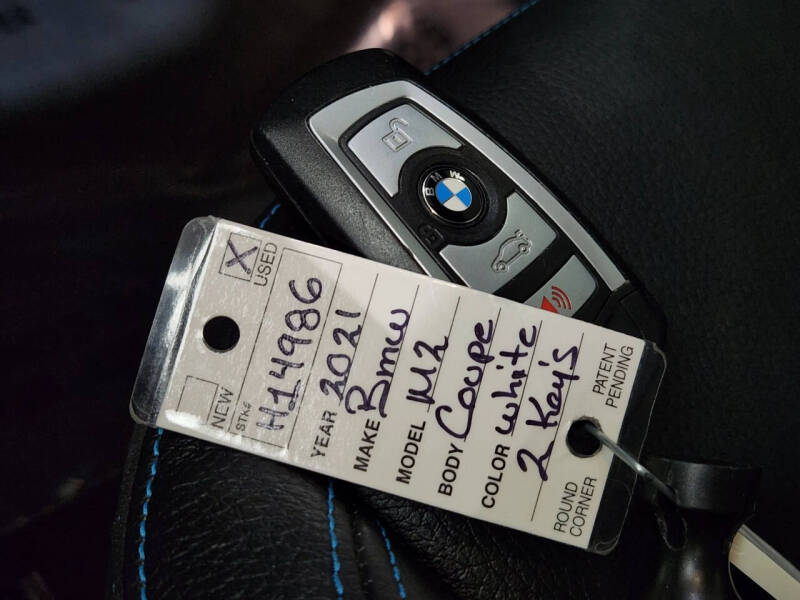 BMW
NEW
X USED
STK# H14986
YEAR 2021
MAKE Bmw
MODEL M2
BODY Coupe
COLOR white
2 Key's
ROUND CORNER
PATENT PENDING